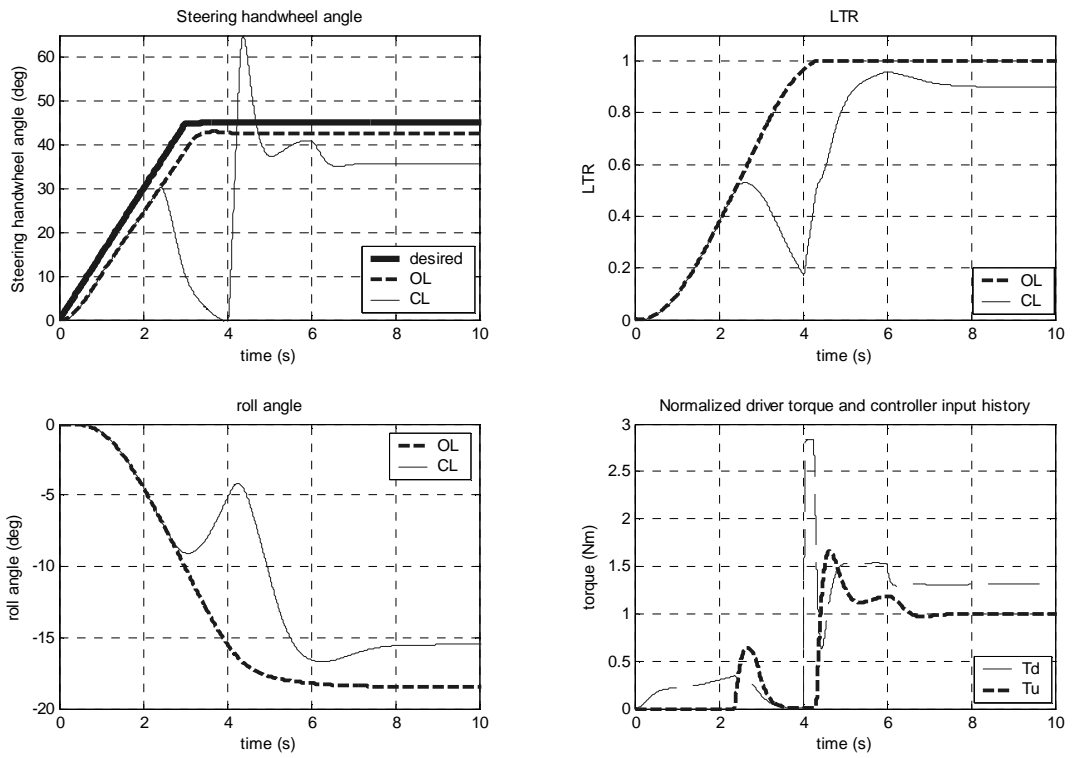 Steering handwheel angle
Steering handwheel angle (deg)
60
50
40
30
20
10
0
0 2 4 6 8 10
time (s)
desired
OL
CL
LTR
LTR
1
0.8
0.6
0.4
0.2
0
0 2 4 6 8 10
time (s)
OL
CL
roll angle
roll angle (deg)
0
-5
-10
-15
-20
0 2 4 6 8 10
time (s)
OL
CL
Normalized driver torque and controller input history
torque (Nm)
3
2.5
2
1.5
1
0.5
0
0 2 4 6 8 10
time (s)
Td
Tu